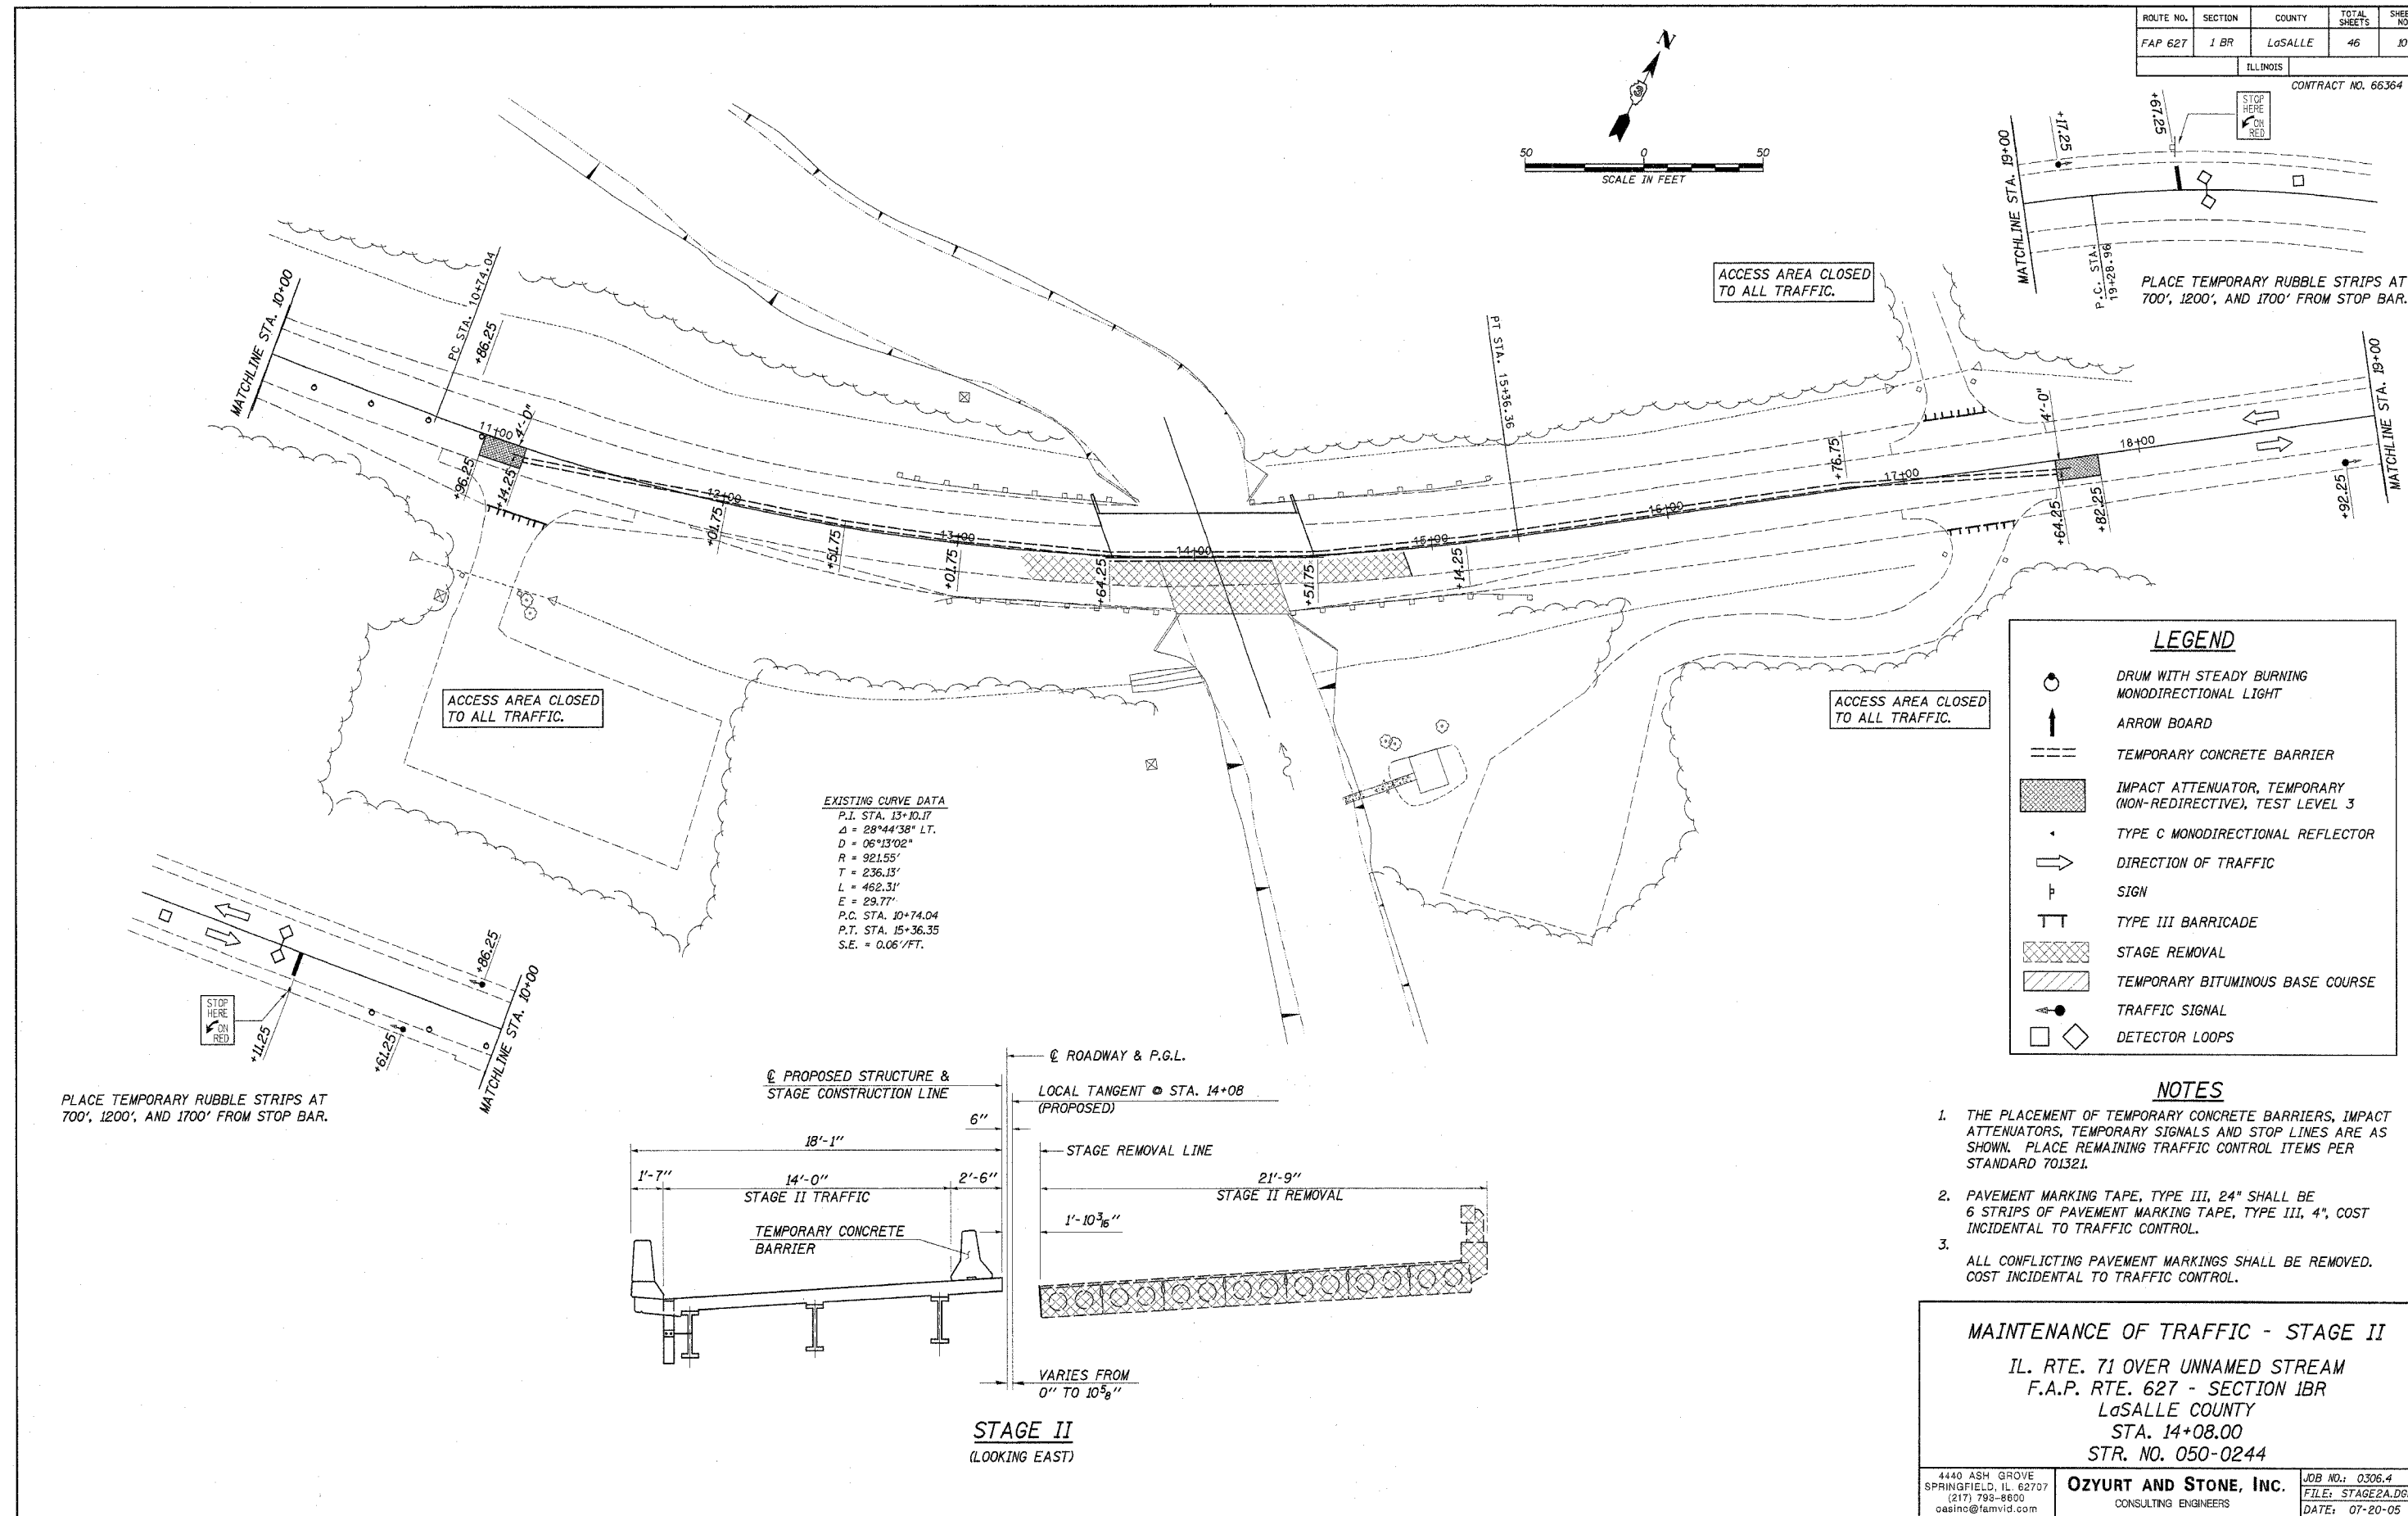 ROUTE NO. SECTION COUNTY TOTAL SHEETS
FAP 627 1 BR LaSALLE 46 10
ILLINOIS
CONTRACT NO. 66364
N
50 0 50
SCALE IN FEET
MATCHLINE STA. 19+00
+17.25
+67.25
STOP
HERE
ON
RED
P.C. STA.
19+28.96
PLACE TEMPORARY RUBBLE STRIPS AT
700', 1200', AND 1700' FROM STOP BAR.
ACCESS AREA CLOSED
TO ALL TRAFFIC.
MATCHLINE STA. 10+00
PC STA. 10+74.04
+86.25
11+00
4'-0"
+96.25
+14.25
12+00
+01.75
+51.75
13+00
+01.75
+64.25
14+00
+51.75
15+00
+14.25
PT STA. 15+36.36
16+00
+76.75
17+00
4'-0"
+64.25
+82.25
18+00
+92.25
MATCHLINE STA. 19+00
ACCESS AREA CLOSED
TO ALL TRAFFIC.
ACCESS AREA CLOSED
TO ALL TRAFFIC.
EXISTING CURVE DATA
P.I. STA. 13+10.17
Δ = 28°44'38" LT.
D = 06°13'02"
R = 921.55'
T = 236.13'
L = 462.31'
E = 29.77'
P.C. STA. 10+74.04
P.T. STA. 15+36.35
S.E. = 0.06'/FT.
STOP
HERE
ON
RED
+11.25
+61.25
+86.25
MATCHLINE STA. 10+00
PLACE TEMPORARY RUBBLE STRIPS AT
700', 1200', AND 1700' FROM STOP BAR.
LEGEND
DRUM WITH STEADY BURNING
MONODIRECTIONAL LIGHT
ARROW BOARD
TEMPORARY CONCRETE BARRIER
IMPACT ATTENUATOR, TEMPORARY
(NON-REDIRECTIVE), TEST LEVEL 3
TYPE C MONODIRECTIONAL REFLECTOR
DIRECTION OF TRAFFIC
SIGN
TYPE III BARRICADE
STAGE REMOVAL
TEMPORARY BITUMINOUS BASE COURSE
TRAFFIC SIGNAL
DETECTOR LOOPS
℄ ROADWAY & P.G.L.
℄ PROPOSED STRUCTURE &
STAGE CONSTRUCTION LINE
LOCAL TANGENT @ STA. 14+08
(PROPOSED)
6"
18'-1"
STAGE REMOVAL LINE
1'-7"
14'-0"
STAGE II TRAFFIC
2'-6"
21'-9"
STAGE II REMOVAL
1'-10 3/16"
TEMPORARY CONCRETE
BARRIER
VARIES FROM
0" TO 10 5/8"
STAGE II
(LOOKING EAST)
NOTES
1. THE PLACEMENT OF TEMPORARY CONCRETE BARRIERS, IMPACT
ATTENUATORS, TEMPORARY SIGNALS AND STOP LINES ARE AS
SHOWN. PLACE REMAINING TRAFFIC CONTROL ITEMS PER
STANDARD 701321.
2. PAVEMENT MARKING TAPE, TYPE III, 24" SHALL BE
6 STRIPS OF PAVEMENT MARKING TAPE, TYPE III, 4", COST
INCIDENTAL TO TRAFFIC CONTROL.
3.
ALL CONFLICTING PAVEMENT MARKINGS SHALL BE REMOVED.
COST INCIDENTAL TO TRAFFIC CONTROL.
MAINTENANCE OF TRAFFIC - STAGE II
IL. RTE. 71 OVER UNNAMED STREAM
F.A.P. RTE. 627 - SECTION 1BR
LaSALLE COUNTY
STA. 14+08.00
STR. NO. 050-0244
4440 ASH GROVE
SPRINGFIELD, IL. 62707
(217) 793-8600
oasinc@famvid.com
OZYURT AND STONE, INC.
CONSULTING ENGINEERS
JOB NO.: 0306.4
FILE: STAGE2A.DG
DATE: 07-20-05